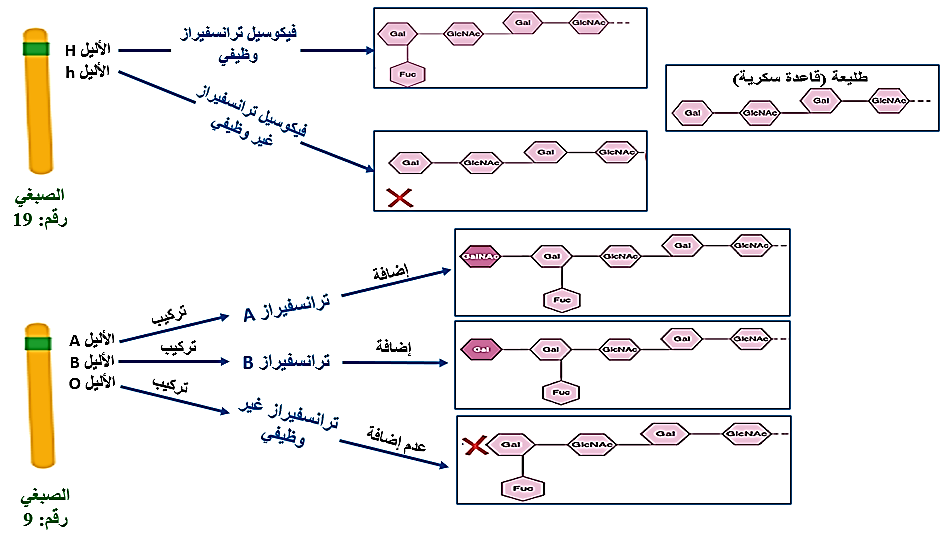 الأليل H
الأليل h
فيكوسيل ترانسفيراز
وظيفي
فيكوسيل ترانسفيراز
غير وظيفي
الصبغي
رقم: 19
Gal GlcNAc Gal GlcNAc
Fuc
Gal GlcNAc Gal GlcNAc
طليعة (قاعدة سكرية)
Gal GlcNAc Gal GlcNAc
الأليل A
الأليل B
الأليل O
تركيب
تركيب
تركيب
ترانسفيراز A
ترانسفيراز B
ترانسفيراز غير
وظيفي
إضافة
إضافة
عدم إضافة
GalNAc Gal GlcNAc Gal GlcNAc
Fuc
Gal Gal GlcNAc Gal GlcNAc
Fuc
Gal GlcNAc Gal GlcNAc
Fuc
الصبغي
رقم: 9